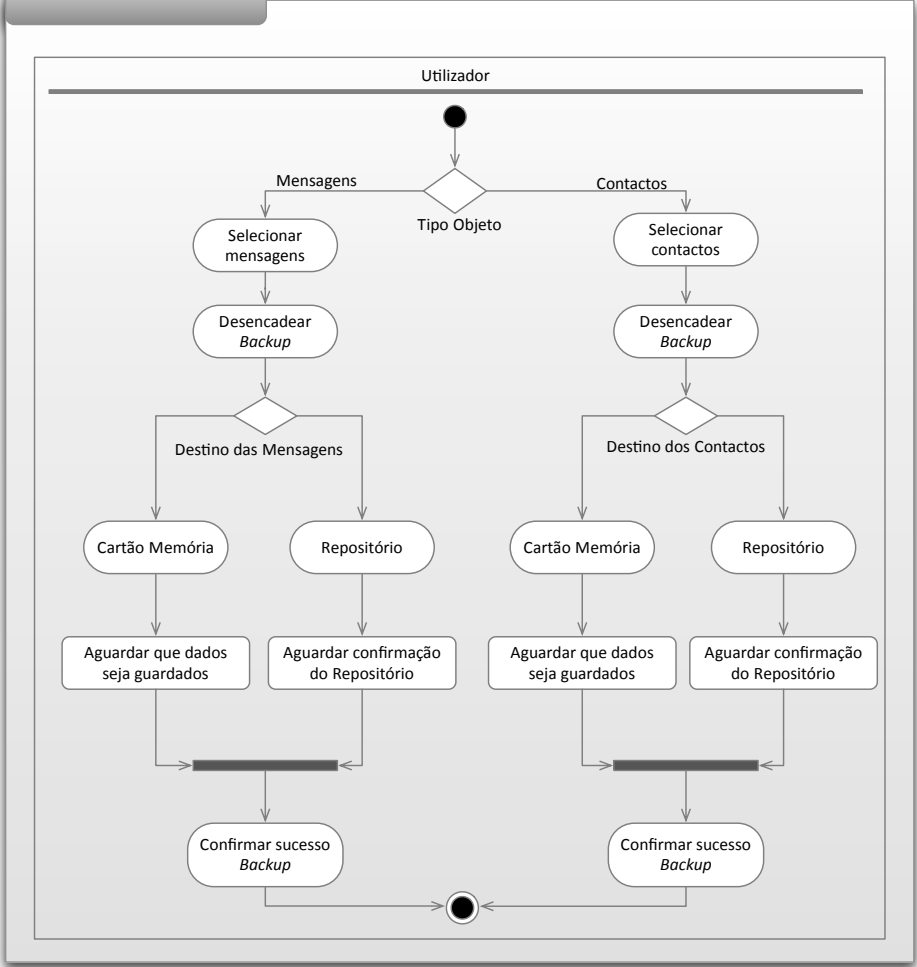 Utilizador
Mensagens
Contactos
Tipo Objeto
Selecionar
mensagens
Selecionar
contactos
Desencadear
Backup
Desencadear
Backup
Destino das Mensagens
Destino dos Contactos
Cartão Memória
Repositório
Cartão Memória
Repositório
Aguardar que dados
seja guardados
Aguardar confirmação
do Repositório
Aguardar que dados
seja guardados
Aguardar confirmação
do Repositório
Confirmar sucesso
Backup
Confirmar sucesso
Backup